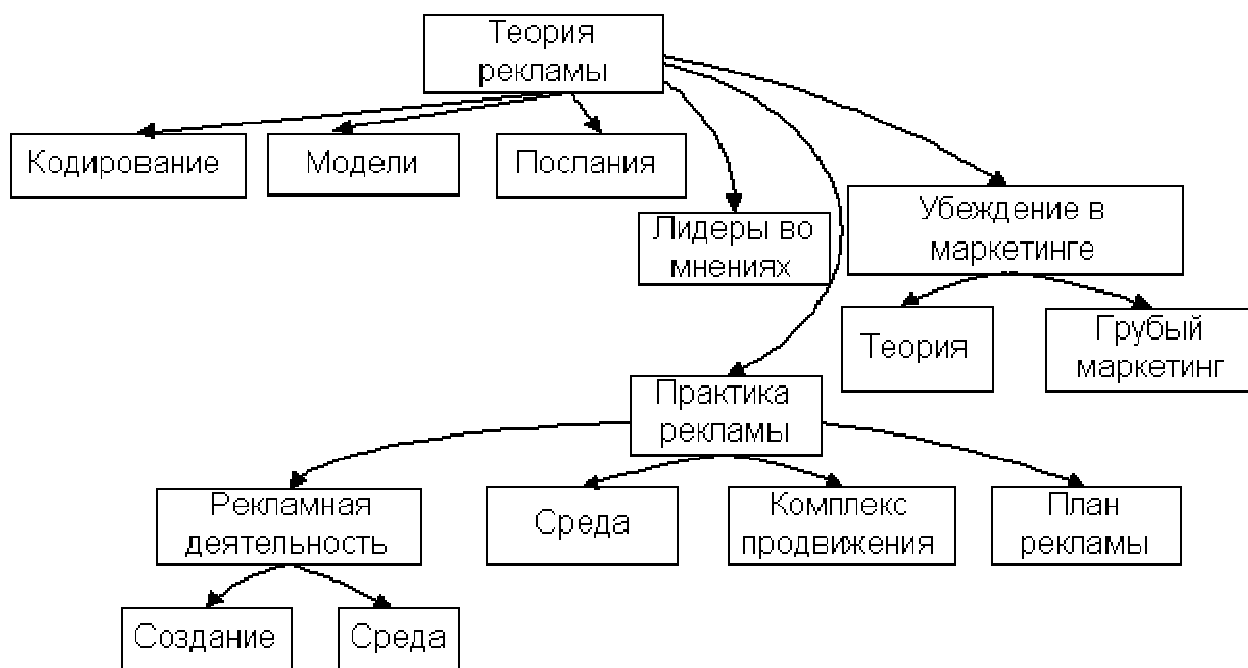 Теория
рекламы
Кодирование
Модели
Послания
Лидеры во
мнениях
Убеждение в
маркетинге
Теория
Грубый
маркетинг
Практика
рекламы
Рекламная
деятельность
Среда
Комплекс
продвижения
План
рекламы
Создание
Среда